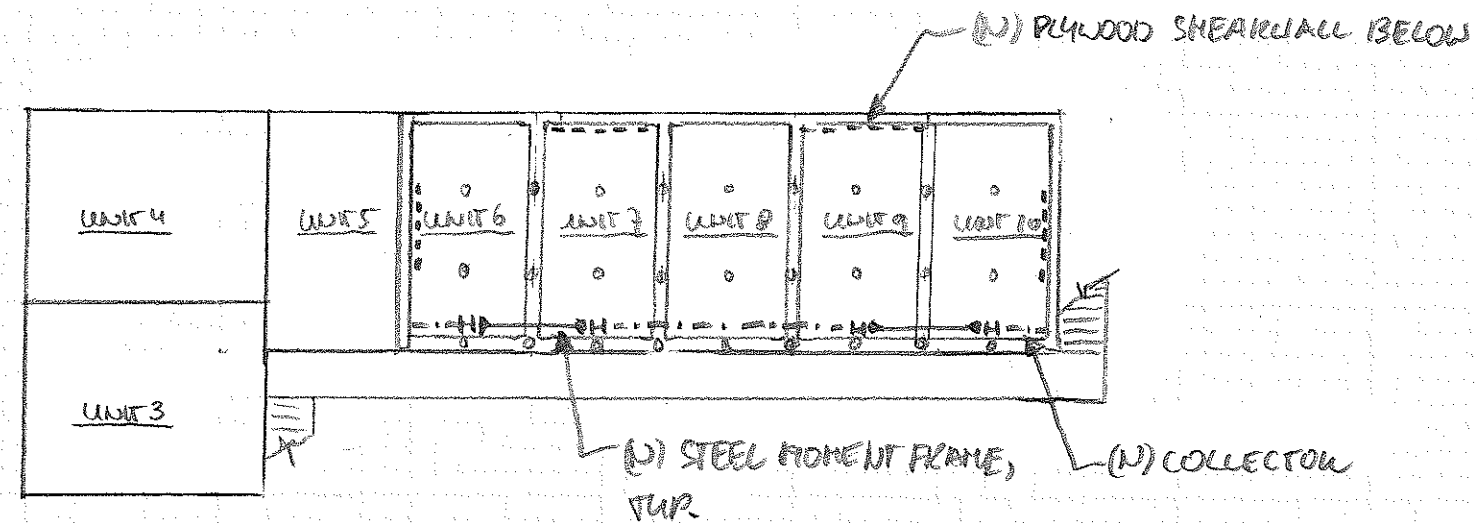 (N) PLYWOOD SHEARWALL BELOW
UNIT 4
UNIT 5
UNIT 6
UNIT 7
UNIT 8
UNIT 9
UNIT 10
UNIT 3
(N) STEEL MOMENT FRAME,
TYP.
(N) COLLECTOR